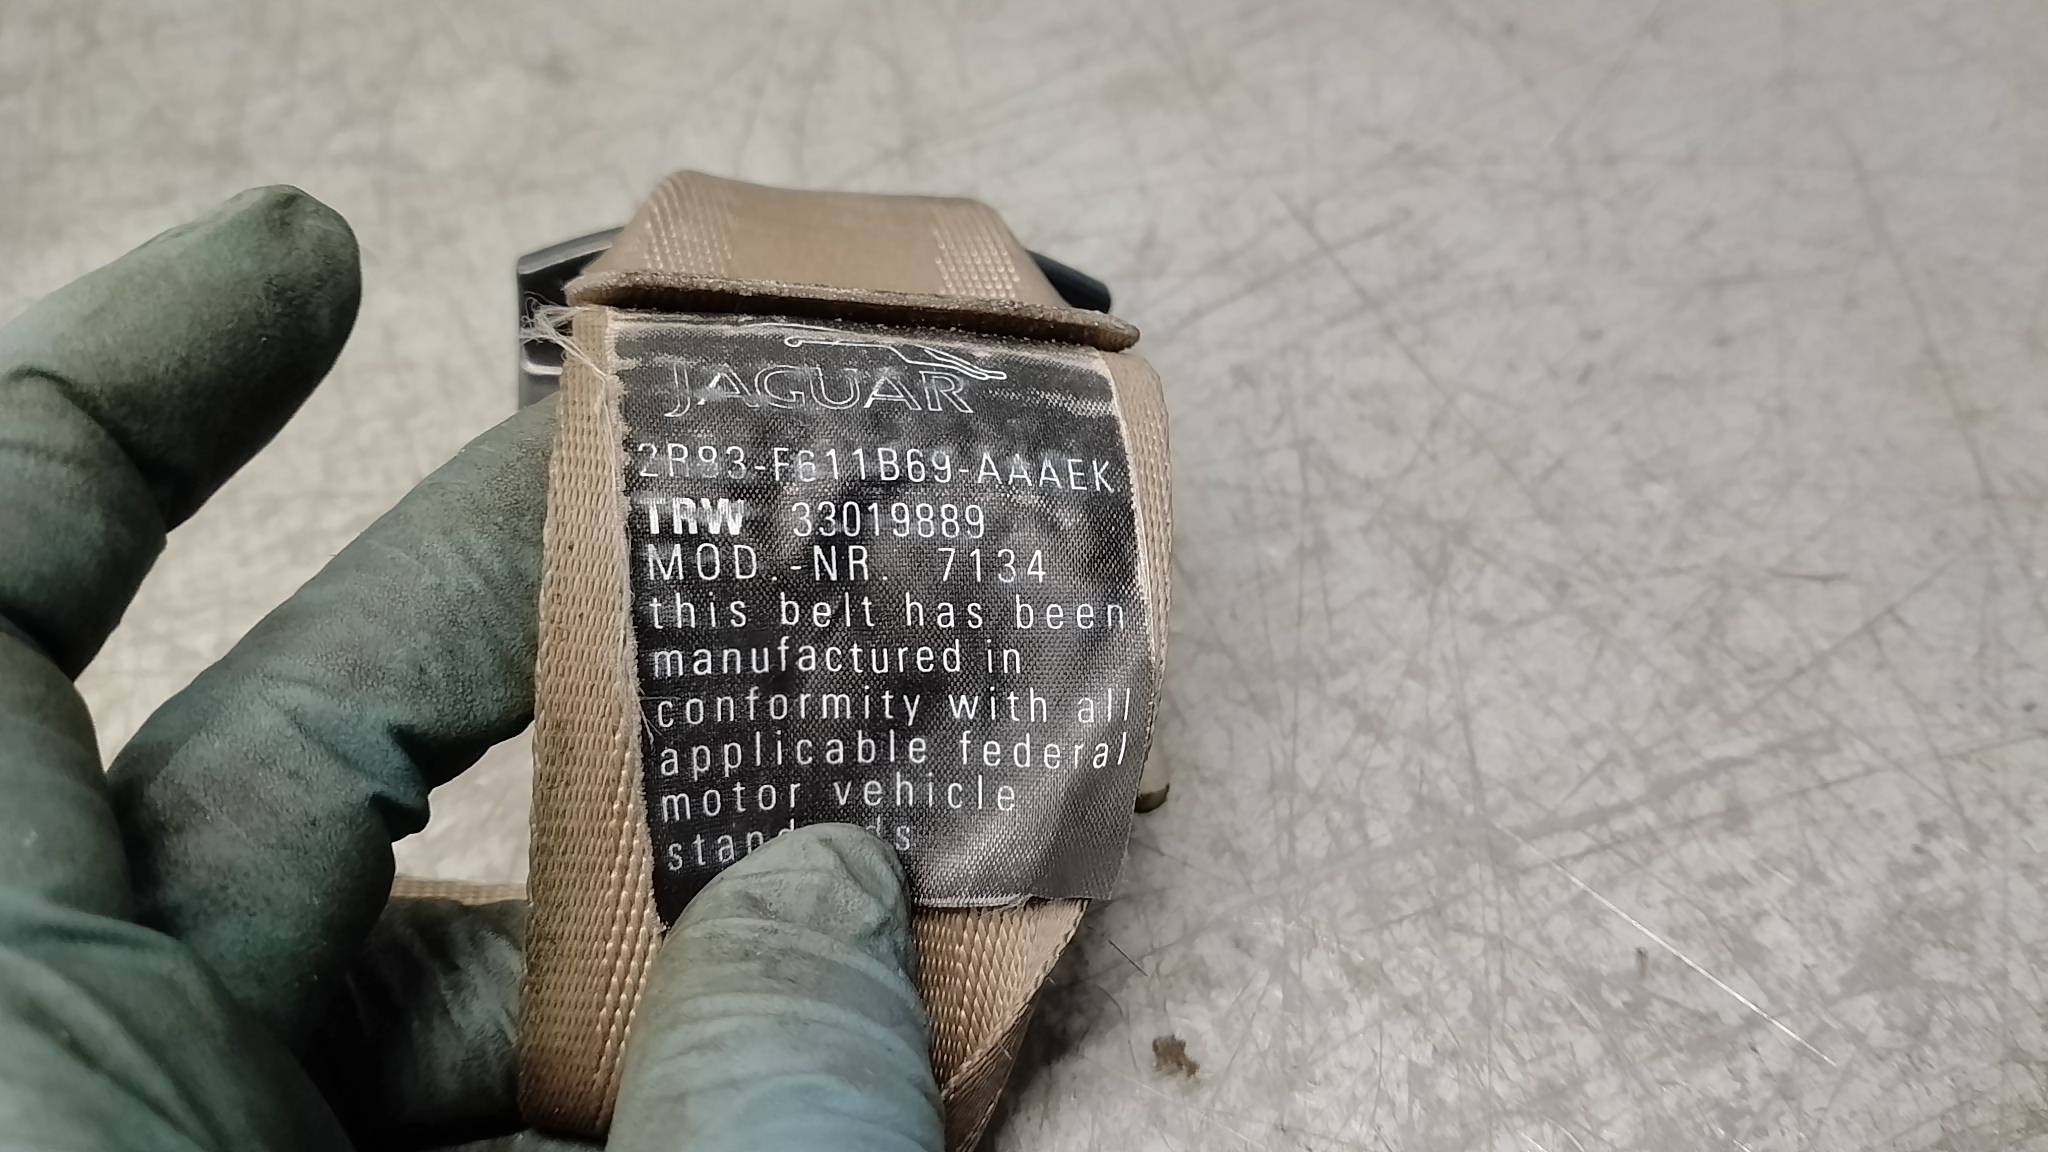 JAGUAR
2R93-F611B69-AAAEK
TRW 33019889
MOD.-NR. 7134
this belt has been
manufactured in
conformity with all
applicable federal
motor vehicle